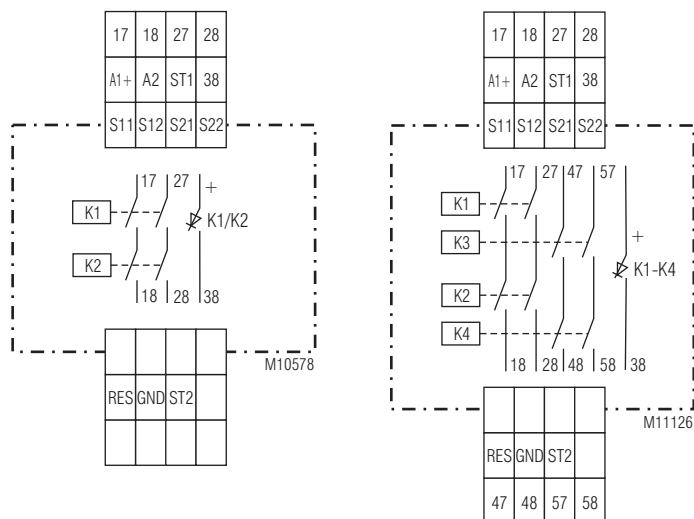 17 18 27 28
A1+ A2 ST1 38
S11 S12 S21 S22
17 27 +
K1
K1/K2
K2
18 28 38
M10578
RES GND ST2
17 18 27 28
A1+ A2 ST1 38
S11 S12 S21 S22
17 27 47 57
K1
K3
+
K1-K4
K2
K4
18 28 48 58 38
M11126
RES GND ST2
47 48 57 58